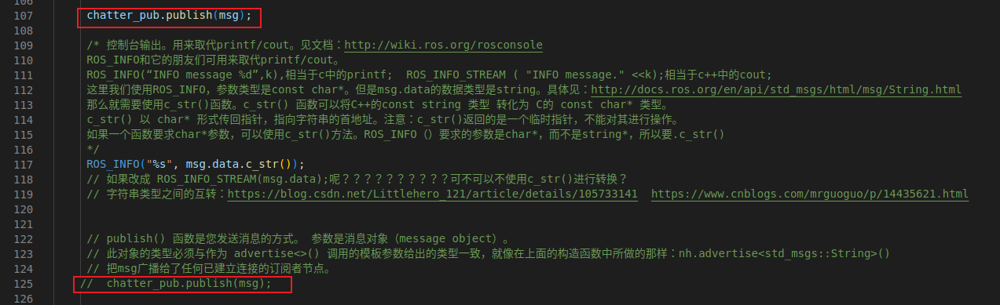 106
107 chatter_pub.publish(msg);
108
109 /* 控制台输出。用来取代printf/cout。见文档：http://wiki.ros.org/rosconsole
110 ROS_INFO和它的朋友们可用来取代printf/cout。
111 ROS_INFO(“INFO message %d”,k),相当于c中的printf;  ROS_INFO_STREAM ( "INFO message." <<k);相当于c++中的cout;
112 这里我们使用ROS_INFO，参数类型是const char*。但是msg.data的数据类型是string。具体见：http://docs.ros.org/en/api/std_msgs/html/msg/String.html
113 那么就需要使用c_str()函数。c_str() 函数可以将C++的const string 类型 转化为 C的 const char* 类型。
114 c_str() 以 char* 形式传回指针，指向字符串的首地址。注意：c_str()返回的是一个临时指针，不能对其进行操作。
115 如果一个函数要求char*参数，可以使用c_str()方法。ROS_INFO（）要求的参数是char*，而不是string*，所以要.c_str()
116 */
117 ROS_INFO("%s", msg.data.c_str());
118 // 如果改成 ROS_INFO_STREAM(msg.data);呢？？？？？？？？？？可不可以不使用c_str()进行转换？
119 // 字符串类型之间的互转：https://blog.csdn.net/Littlehero_121/article/details/105733141  https://www.cnblogs.com/mrguoguo/p/14435621.html
120
121
122 // publish() 函数是您发送消息的方式。 参数是消息对象（message object）。
123 // 此对象的类型必须与作为 advertise<>() 调用的模板参数给出的类型一致，就像在上面的构造函数中所做的那样：nh.advertise<std_msgs::String>()
124 // 把msg广播给了任何已建立连接的订阅者节点。
125 //  chatter_pub.publish(msg);
126